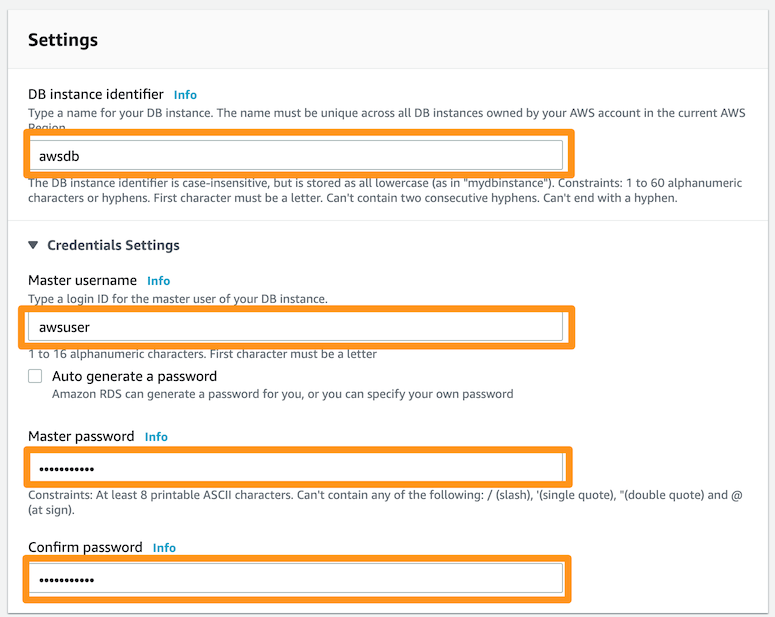 Settings
DB instance identifier Info
Type a name for your DB instance. The name must be unique across all DB instances owned by your AWS account in the current AWS
Region.
awsdb
The DB instance identifier is case-insensitive, but is stored as all lowercase (as in "mydbinstance"). Constraints: 1 to 60 alphanumeric
characters or hyphens. First character must be a letter. Can't contain two consecutive hyphens. Can't end with a hyphen.
Credentials Settings
Master username Info
Type a login ID for the master user of your DB instance.
awsuser
1 to 16 alphanumeric characters. First character must be a letter
Auto generate a password
Amazon RDS can generate a password for you, or you can specify your own password
Master password Info
•••••••••••
Constraints: At least 8 printable ASCII characters. Can't contain any of the following: / (slash), '(single quote), "(double quote) and @
(at sign).
Confirm password Info
•••••••••••